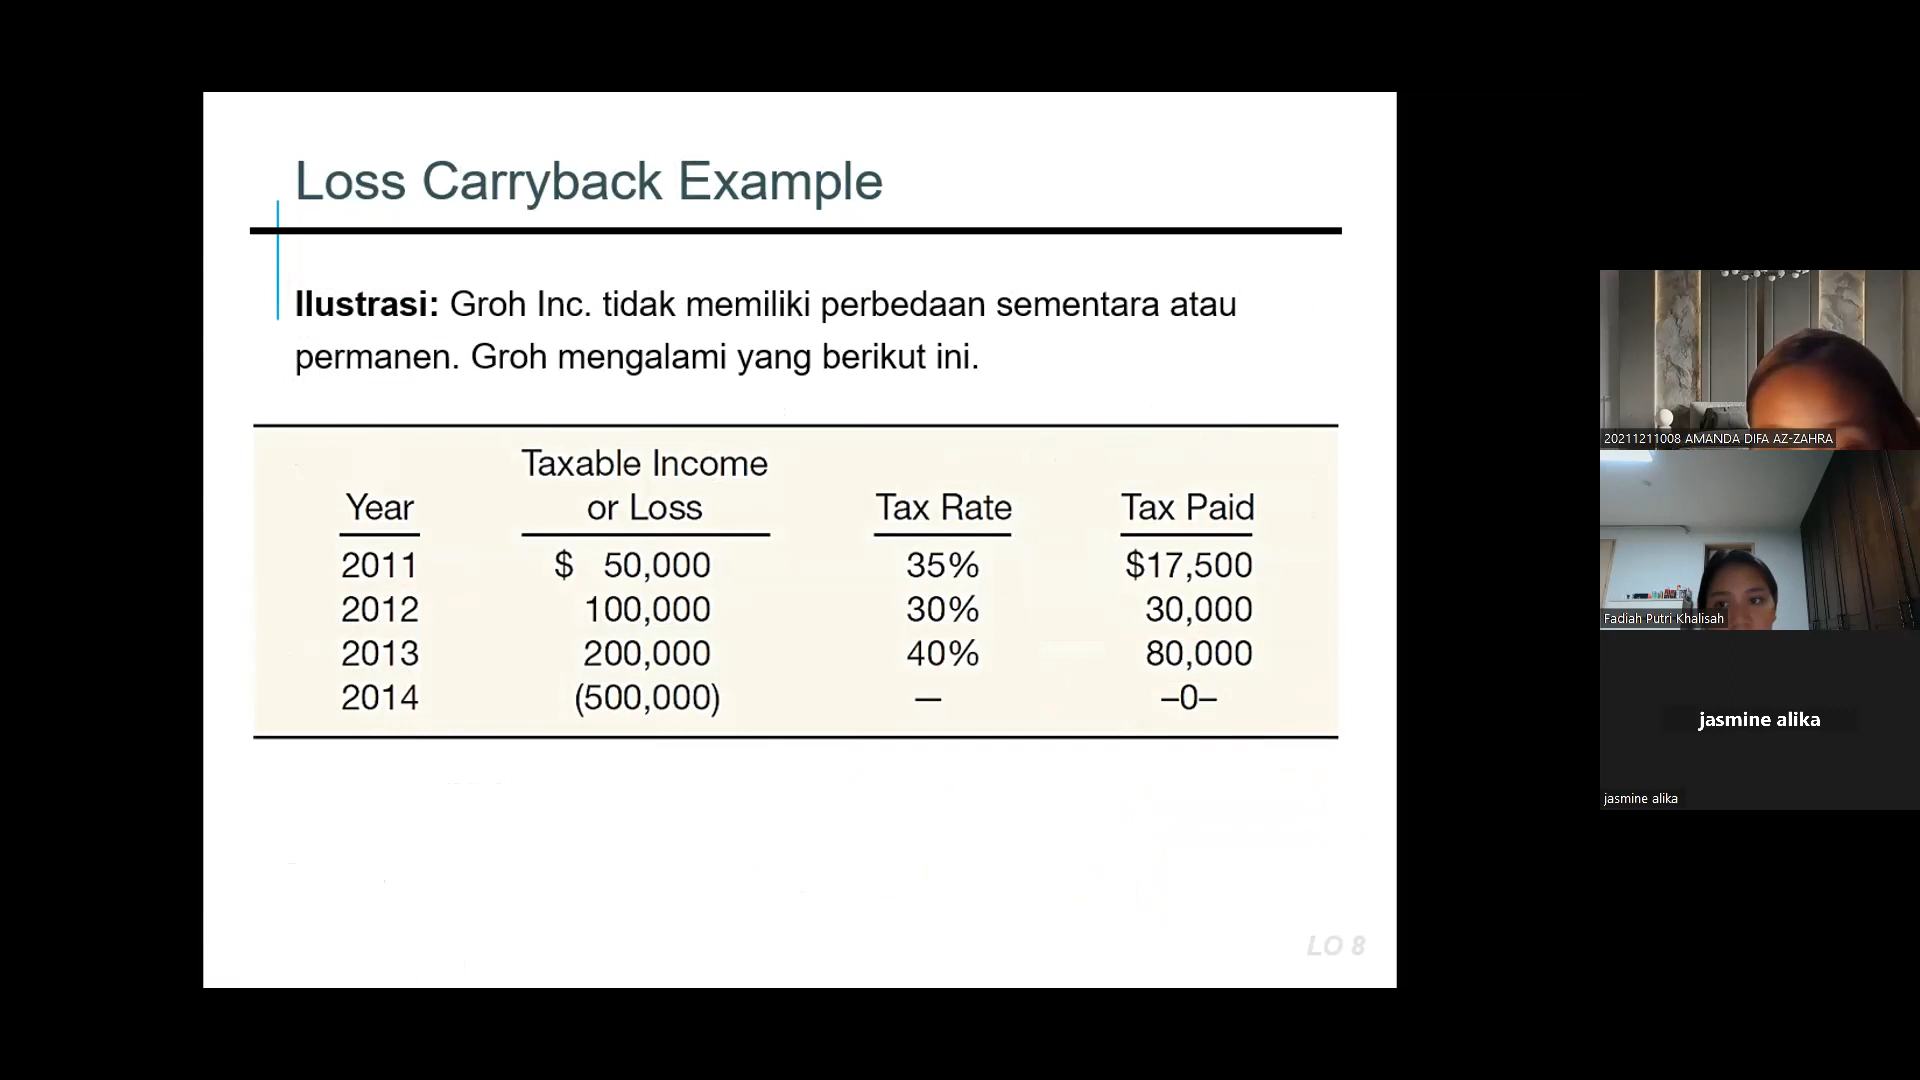 Loss Carryback Example
Ilustrasi: Groh Inc. tidak memiliki perbedaan sementara atau
permanen. Groh mengalami yang berikut ini.
Taxable Income
Year or Loss Tax Rate Tax Paid
2011 $ 50,000 35% $17,500
2012 100,000 30% 30,000
2013 200,000 40% 80,000
2014 (500,000) — –0–
LO 8
20211211008 AMANDA DIFA AZ-ZAHRA
Fadiah Putri Khalisah
jasmine alika
jasmine alika